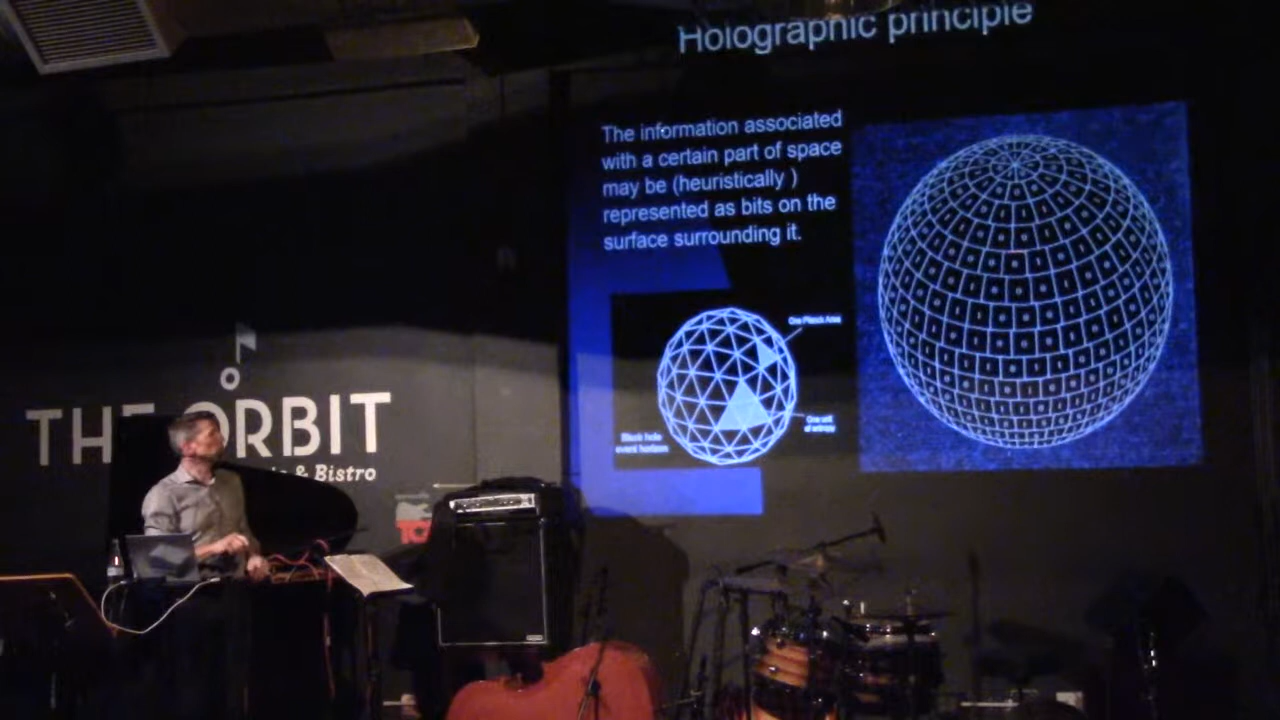 Holographic principle
The information associated
with a certain part of space
may be (heuristically )
represented as bits on the
surface surrounding it.
One Planck Area
One unit
of entropy
Black hole
event horizon
THE ORBIT
& Bistro